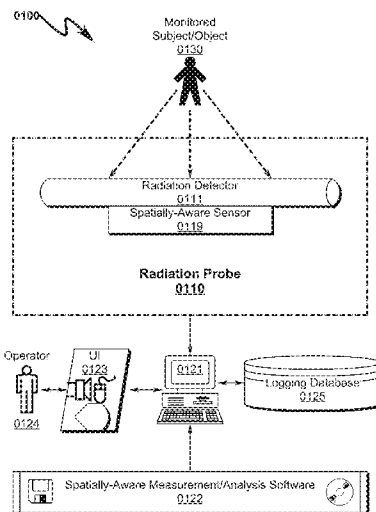 0100
Monitored
Subject/Object
0130
Radiation Detector
0111
Spatially-Aware Sensor
0119
Radiation Probe
0110
Operator
UI
0123
0121
Logging Database
0125
0124
Spatially-Aware Measurement/Analysis Software
0122